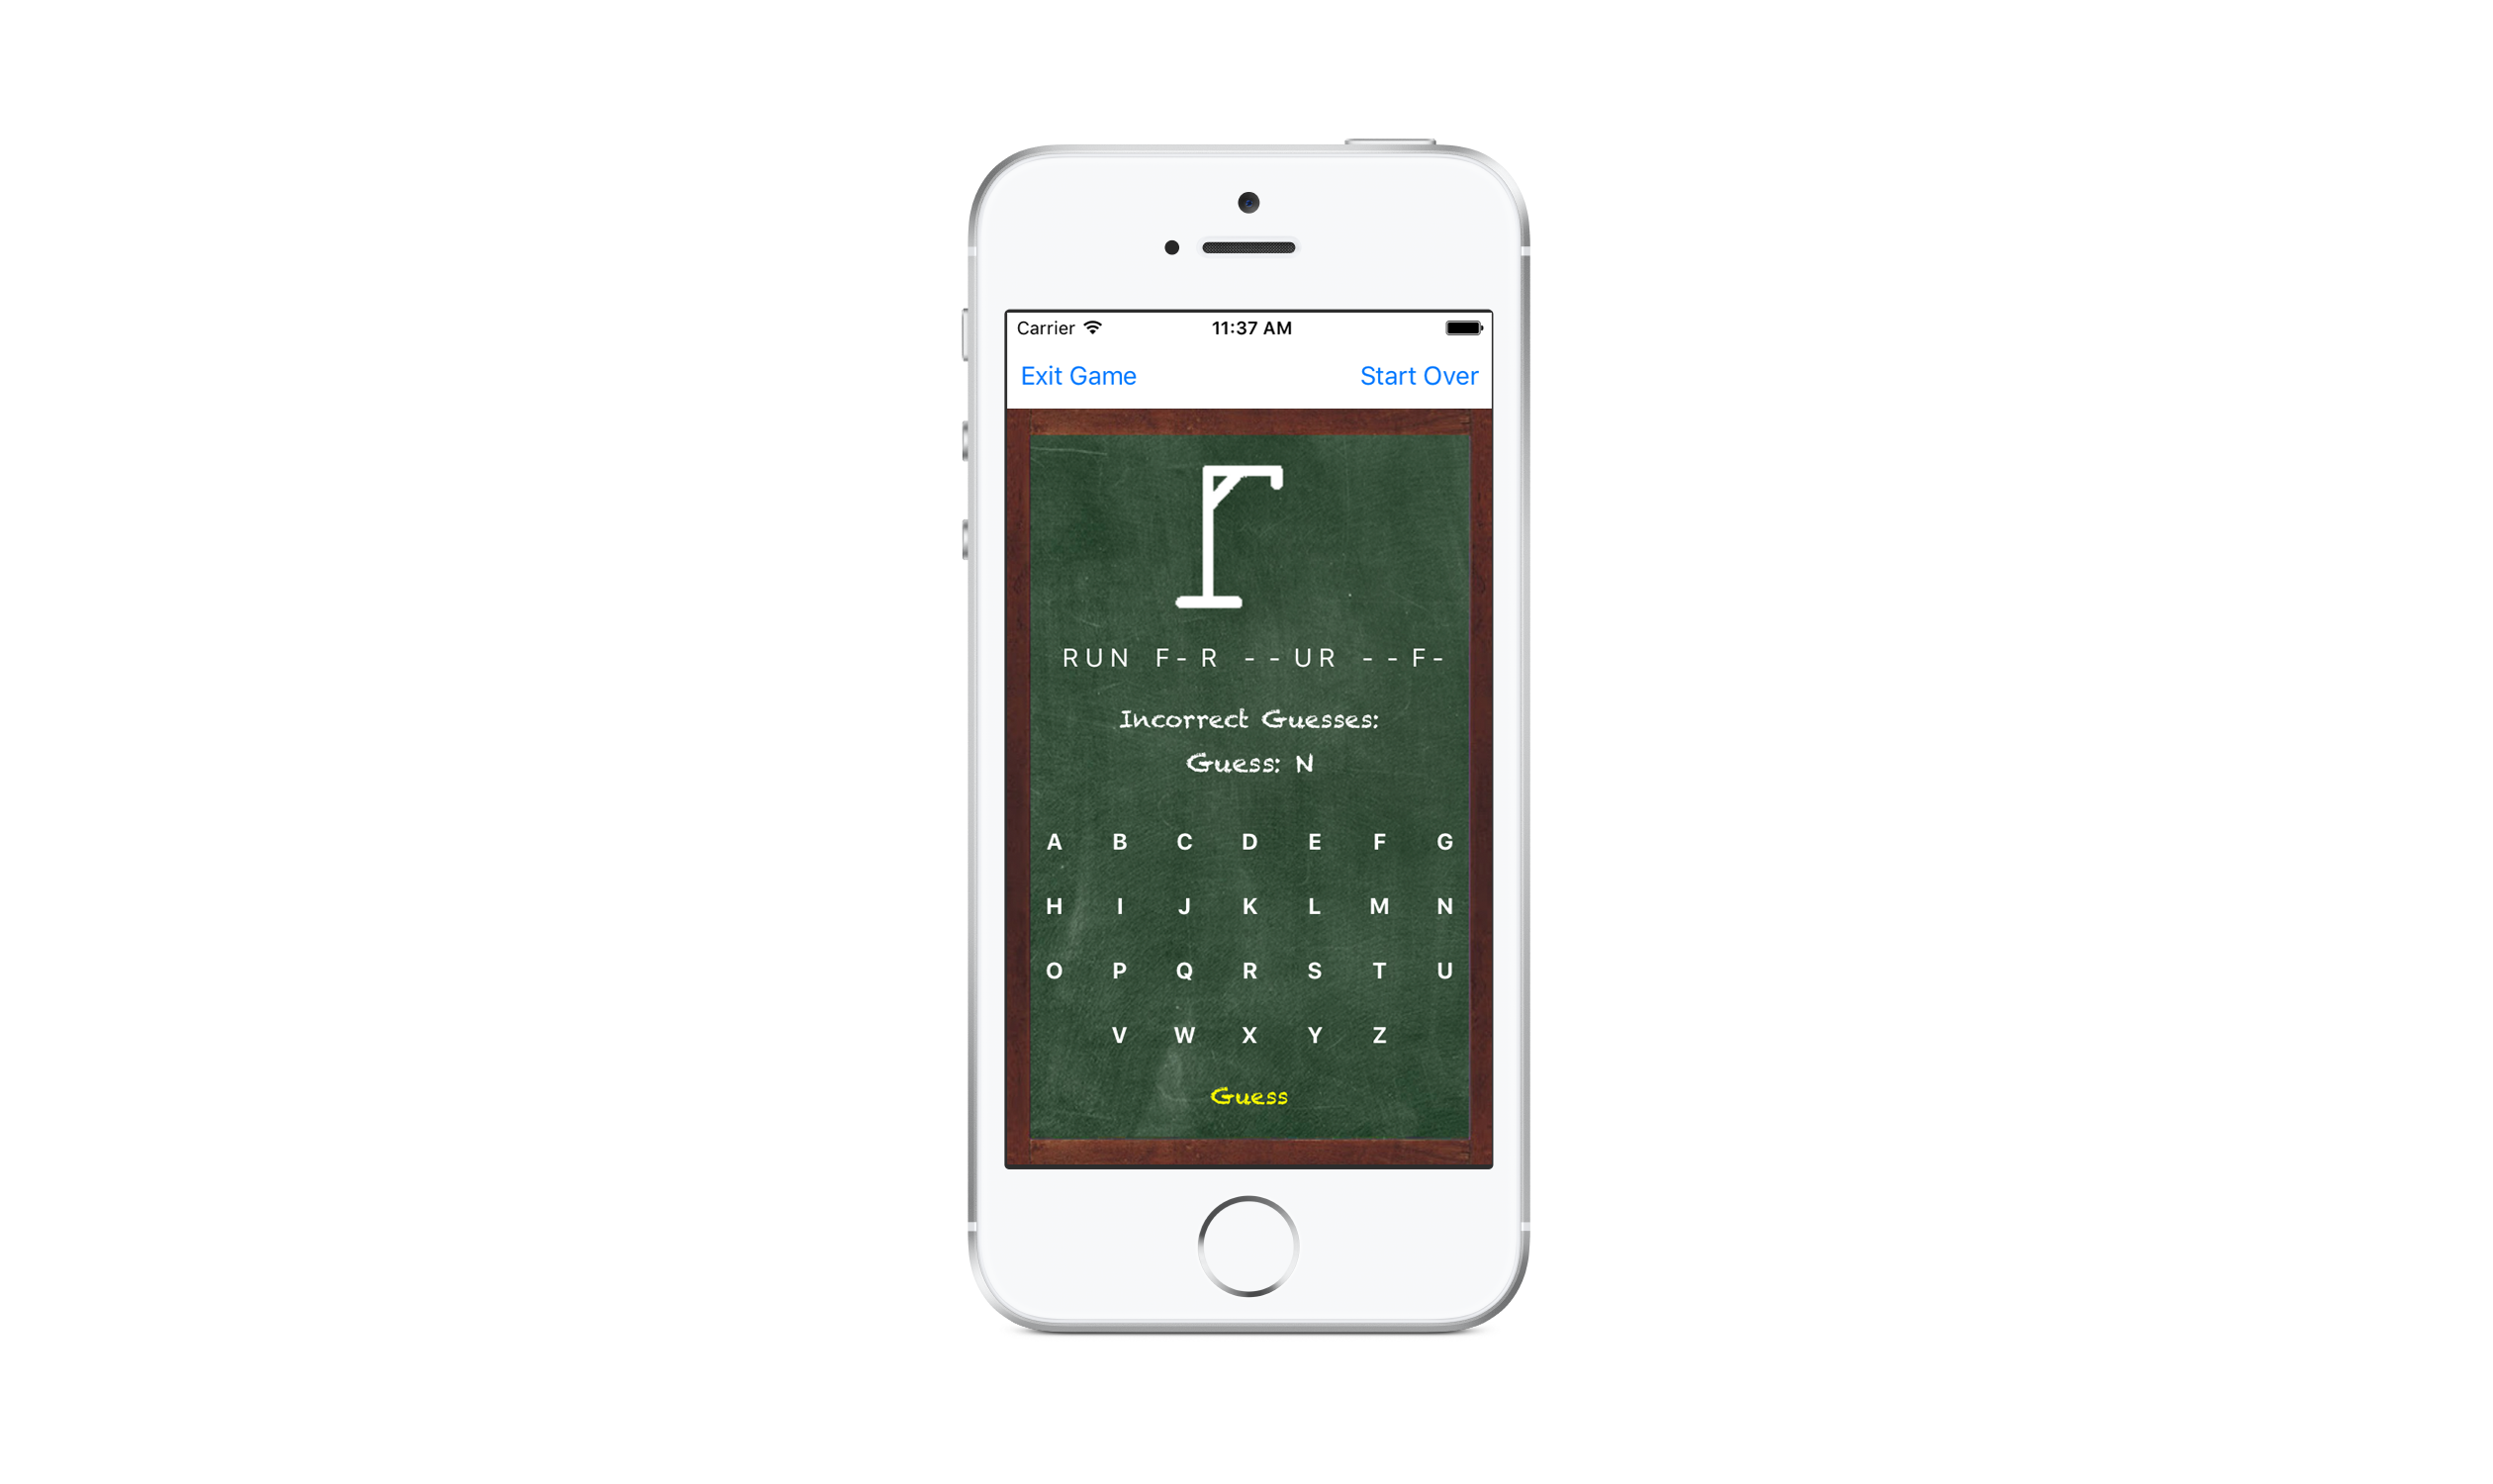 Carrier 11:37 AM
Exit Game Start Over
RUN F-R --UR --F-
Incorrect Guesses:
Guess: N
A B C D E F G
H I J K L M N
O P Q R S T U
V W X Y Z
Guess